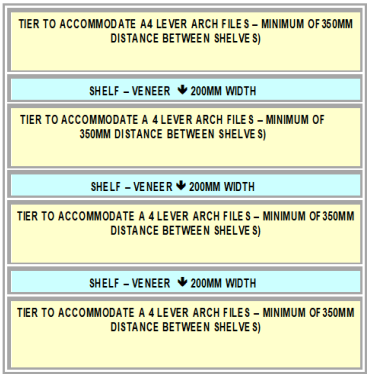 TIER TO ACCOMMODATE A4 LEVER ARCH FILES – MINIMUM OF 350MM
DISTANCE BETWEEN SHELVES)
SHELF – VENEER 🡇 200MM WIDTH
TIER TO ACCOMMODATE A 4 LEVER ARCH FILES – MINIMUM OF
350MM DISTANCE BETWEEN SHELVES)
SHELF – VENEER 🡇 200MM WIDTH
TIER TO ACCOMMODATE A 4 LEVER ARCH FILES – MINIMUM OF 350MM
DISTANCE BETWEEN SHELVES)
SHELF – VENEER 🡇 200MM WIDTH
TIER TO ACCOMMODATE A 4 LEVER ARCH FILES – MINIMUM OF 350MM
DISTANCE BETWEEN SHELVES)